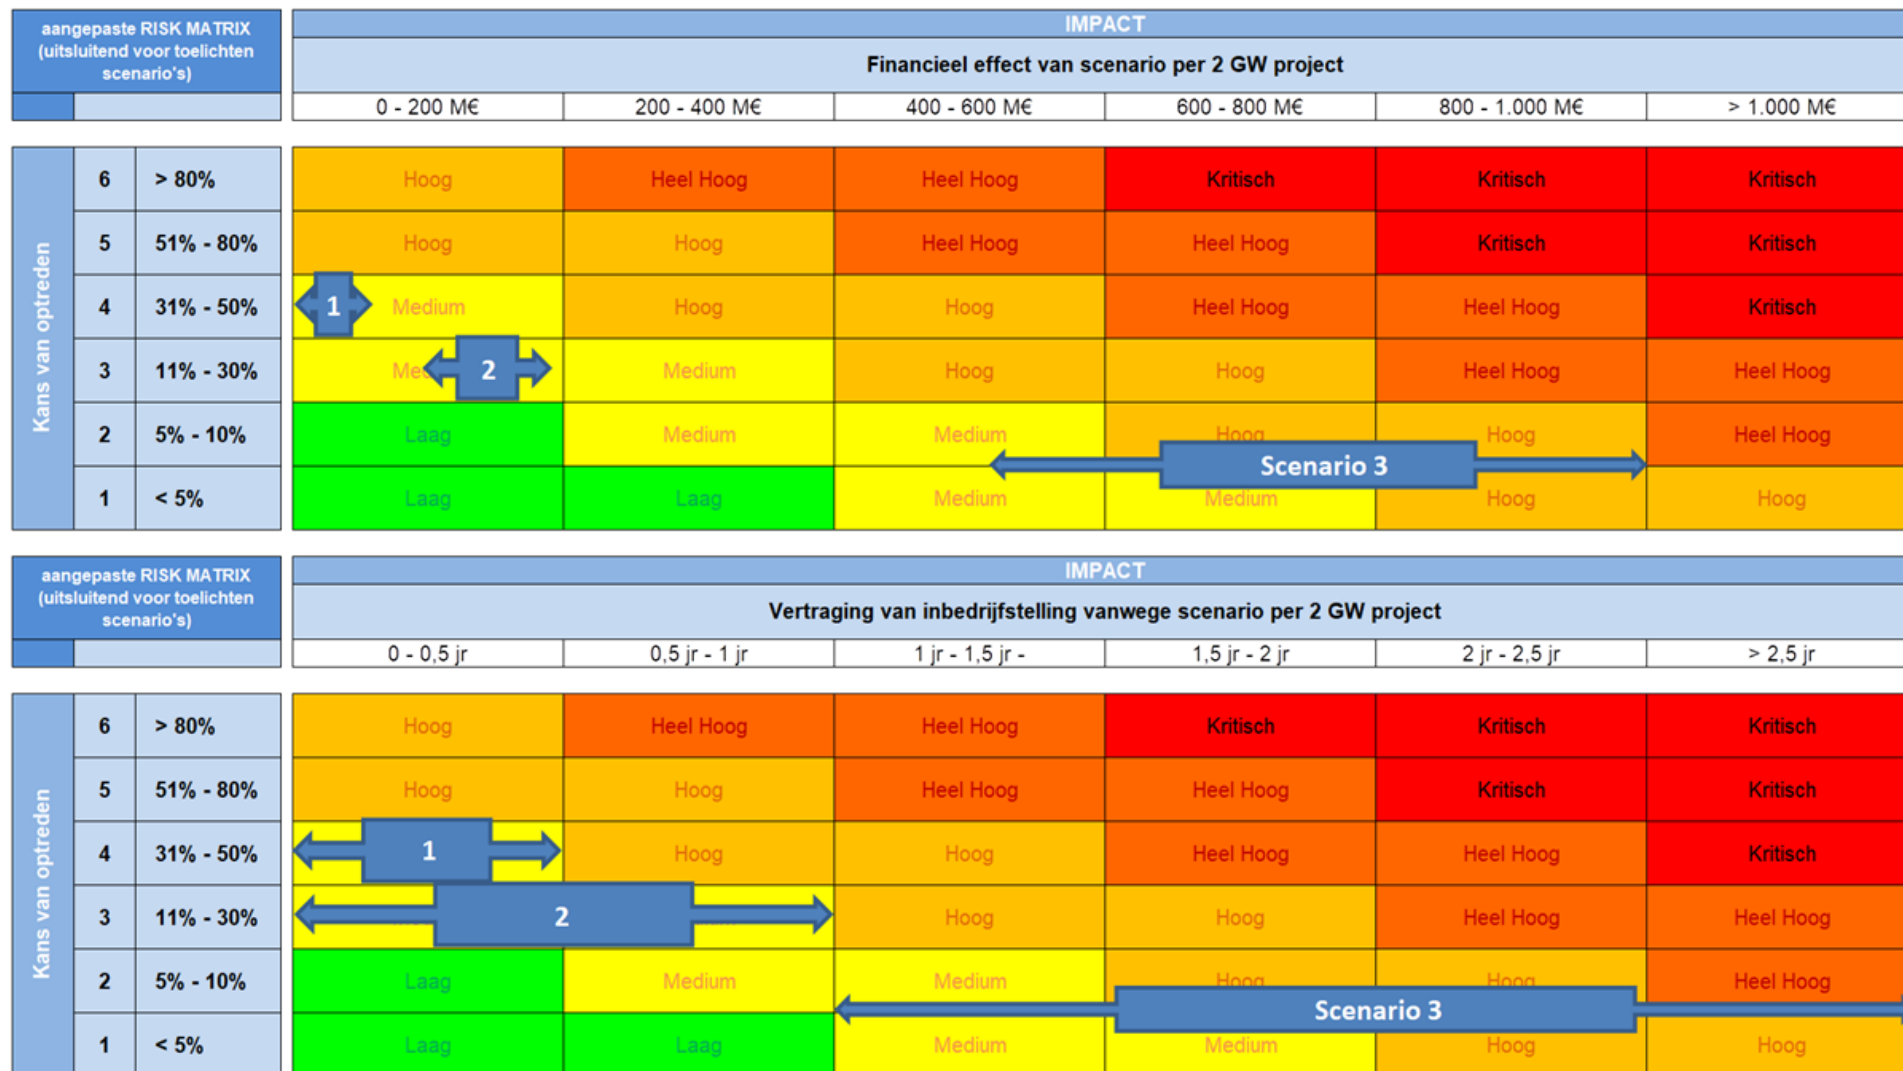 aangepaste RISK MATRIX
(uitsluitend voor toelichten
scenario's)
IMPACT
Financieel effect van scenario per 2 GW project
0 - 200 M€ 200 - 400 M€ 400 - 600 M€ 600 - 800 M€ 800 - 1.000 M€ > 1.000 M€
Kans van optreden
6 > 80% Hoog Heel Hoog Heel Hoog Kritisch Kritisch Kritisch
5 51% - 80% Hoog Hoog Heel Hoog Heel Hoog Kritisch Kritisch
4 31% - 50% 1 Medium Hoog Hoog Heel Hoog Heel Hoog Kritisch
3 11% - 30% 2 Medium Hoog Hoog Heel Hoog Heel Hoog
2 5% - 10% Laag Medium Medium Hoog Hoog Heel Hoog
Scenario 3
1 < 5% Laag Laag Medium Medium Hoog Hoog
aangepaste RISK MATRIX
(uitsluitend voor toelichten
scenario's)
IMPACT
Vertraging van inbedrijfstelling vanwege scenario per 2 GW project
0 - 0,5 jr 0,5 jr - 1 jr 1 jr - 1,5 jr - 1,5 jr - 2 jr 2 jr - 2,5 jr > 2,5 jr
Kans van optreden
6 > 80% Hoog Heel Hoog Heel Hoog Kritisch Kritisch Kritisch
5 51% - 80% Hoog Hoog Heel Hoog Heel Hoog Kritisch Kritisch
4 31% - 50% 1 Hoog Hoog Heel Hoog Heel Hoog Kritisch
3 11% - 30% 2 Hoog Hoog Heel Hoog Heel Hoog
2 5% - 10% Laag Medium Medium Hoog Hoog Heel Hoog
Scenario 3
1 < 5% Laag Laag Medium Medium Hoog Hoog